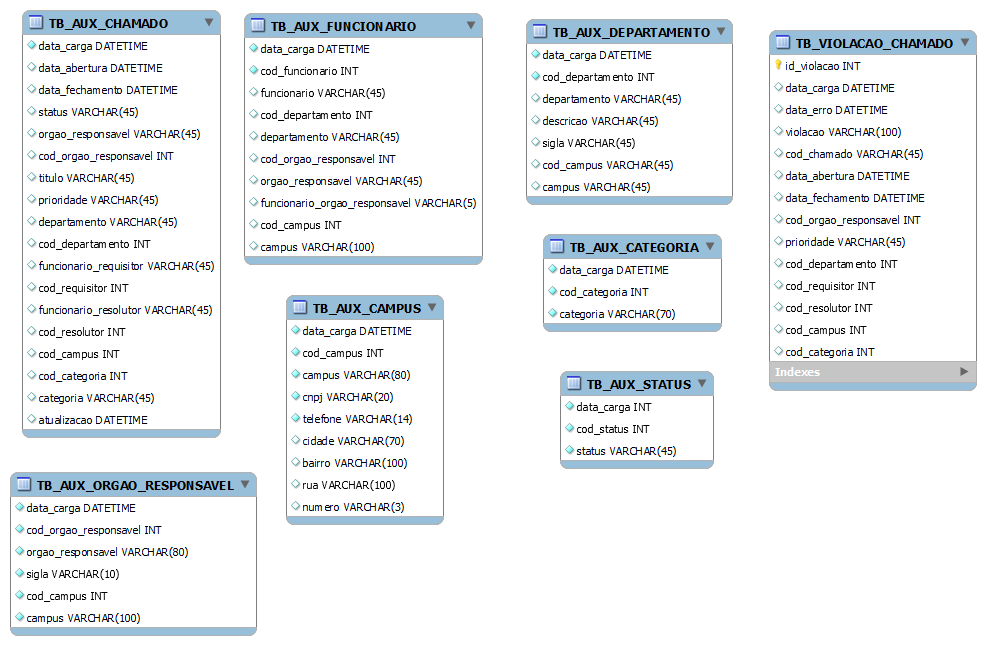 TB_AUX_CHAMADO
data_carga DATETIME
data_abertura DATETIME
data_fechamento DATETIME
status VARCHAR(45)
orgao_responsavel VARCHAR(45)
cod_orgao_responsavel INT
titulo VARCHAR(45)
prioridade VARCHAR(45)
departamento VARCHAR(45)
cod_departamento INT
funcionario_requisitor VARCHAR(45)
cod_requisitor INT
funcionario_resolutor VARCHAR(45)
cod_resolutor INT
cod_campus INT
cod_categoria INT
categoria VARCHAR(45)
atualizacao DATETIME
TB_AUX_FUNCIONARIO
data_carga DATETIME
cod_funcionario INT
funcionario VARCHAR(45)
cod_departamento INT
departamento VARCHAR(45)
cod_orgao_responsavel INT
orgao_responsavel VARCHAR(45)
funcionario_orgao_responsavel VARCHAR(5)
cod_campus INT
campus VARCHAR(100)
TB_AUX_DEPARTAMENTO
data_carga DATETIME
cod_departamento INT
departamento VARCHAR(45)
descricao VARCHAR(45)
sigla VARCHAR(45)
cod_campus VARCHAR(45)
campus VARCHAR(45)
TB_VIOLACAO_CHAMADO
id_violacao INT
data_carga DATETIME
data_erro DATETIME
violacao VARCHAR(100)
cod_chamado VARCHAR(45)
data_abertura DATETIME
data_fechamento DATETIME
cod_orgao_responsavel INT
prioridade VARCHAR(45)
cod_departamento INT
cod_requisitor INT
cod_resolutor INT
cod_campus INT
cod_categoria INT
Indexes
TB_AUX_CATEGORIA
data_carga DATETIME
cod_categoria INT
categoria VARCHAR(70)
TB_AUX_CAMPUS
data_carga DATETIME
cod_campus INT
campus VARCHAR(80)
cnpj VARCHAR(20)
telefone VARCHAR(14)
cidade VARCHAR(70)
bairro VARCHAR(100)
rua VARCHAR(100)
numero VARCHAR(3)
TB_AUX_STATUS
data_carga INT
cod_status INT
status VARCHAR(45)
TB_AUX_ORGAO_RESPONSAVEL
data_carga DATETIME
cod_orgao_responsavel INT
orgao_responsavel VARCHAR(80)
sigla VARCHAR(10)
cod_campus INT
campus VARCHAR(100)